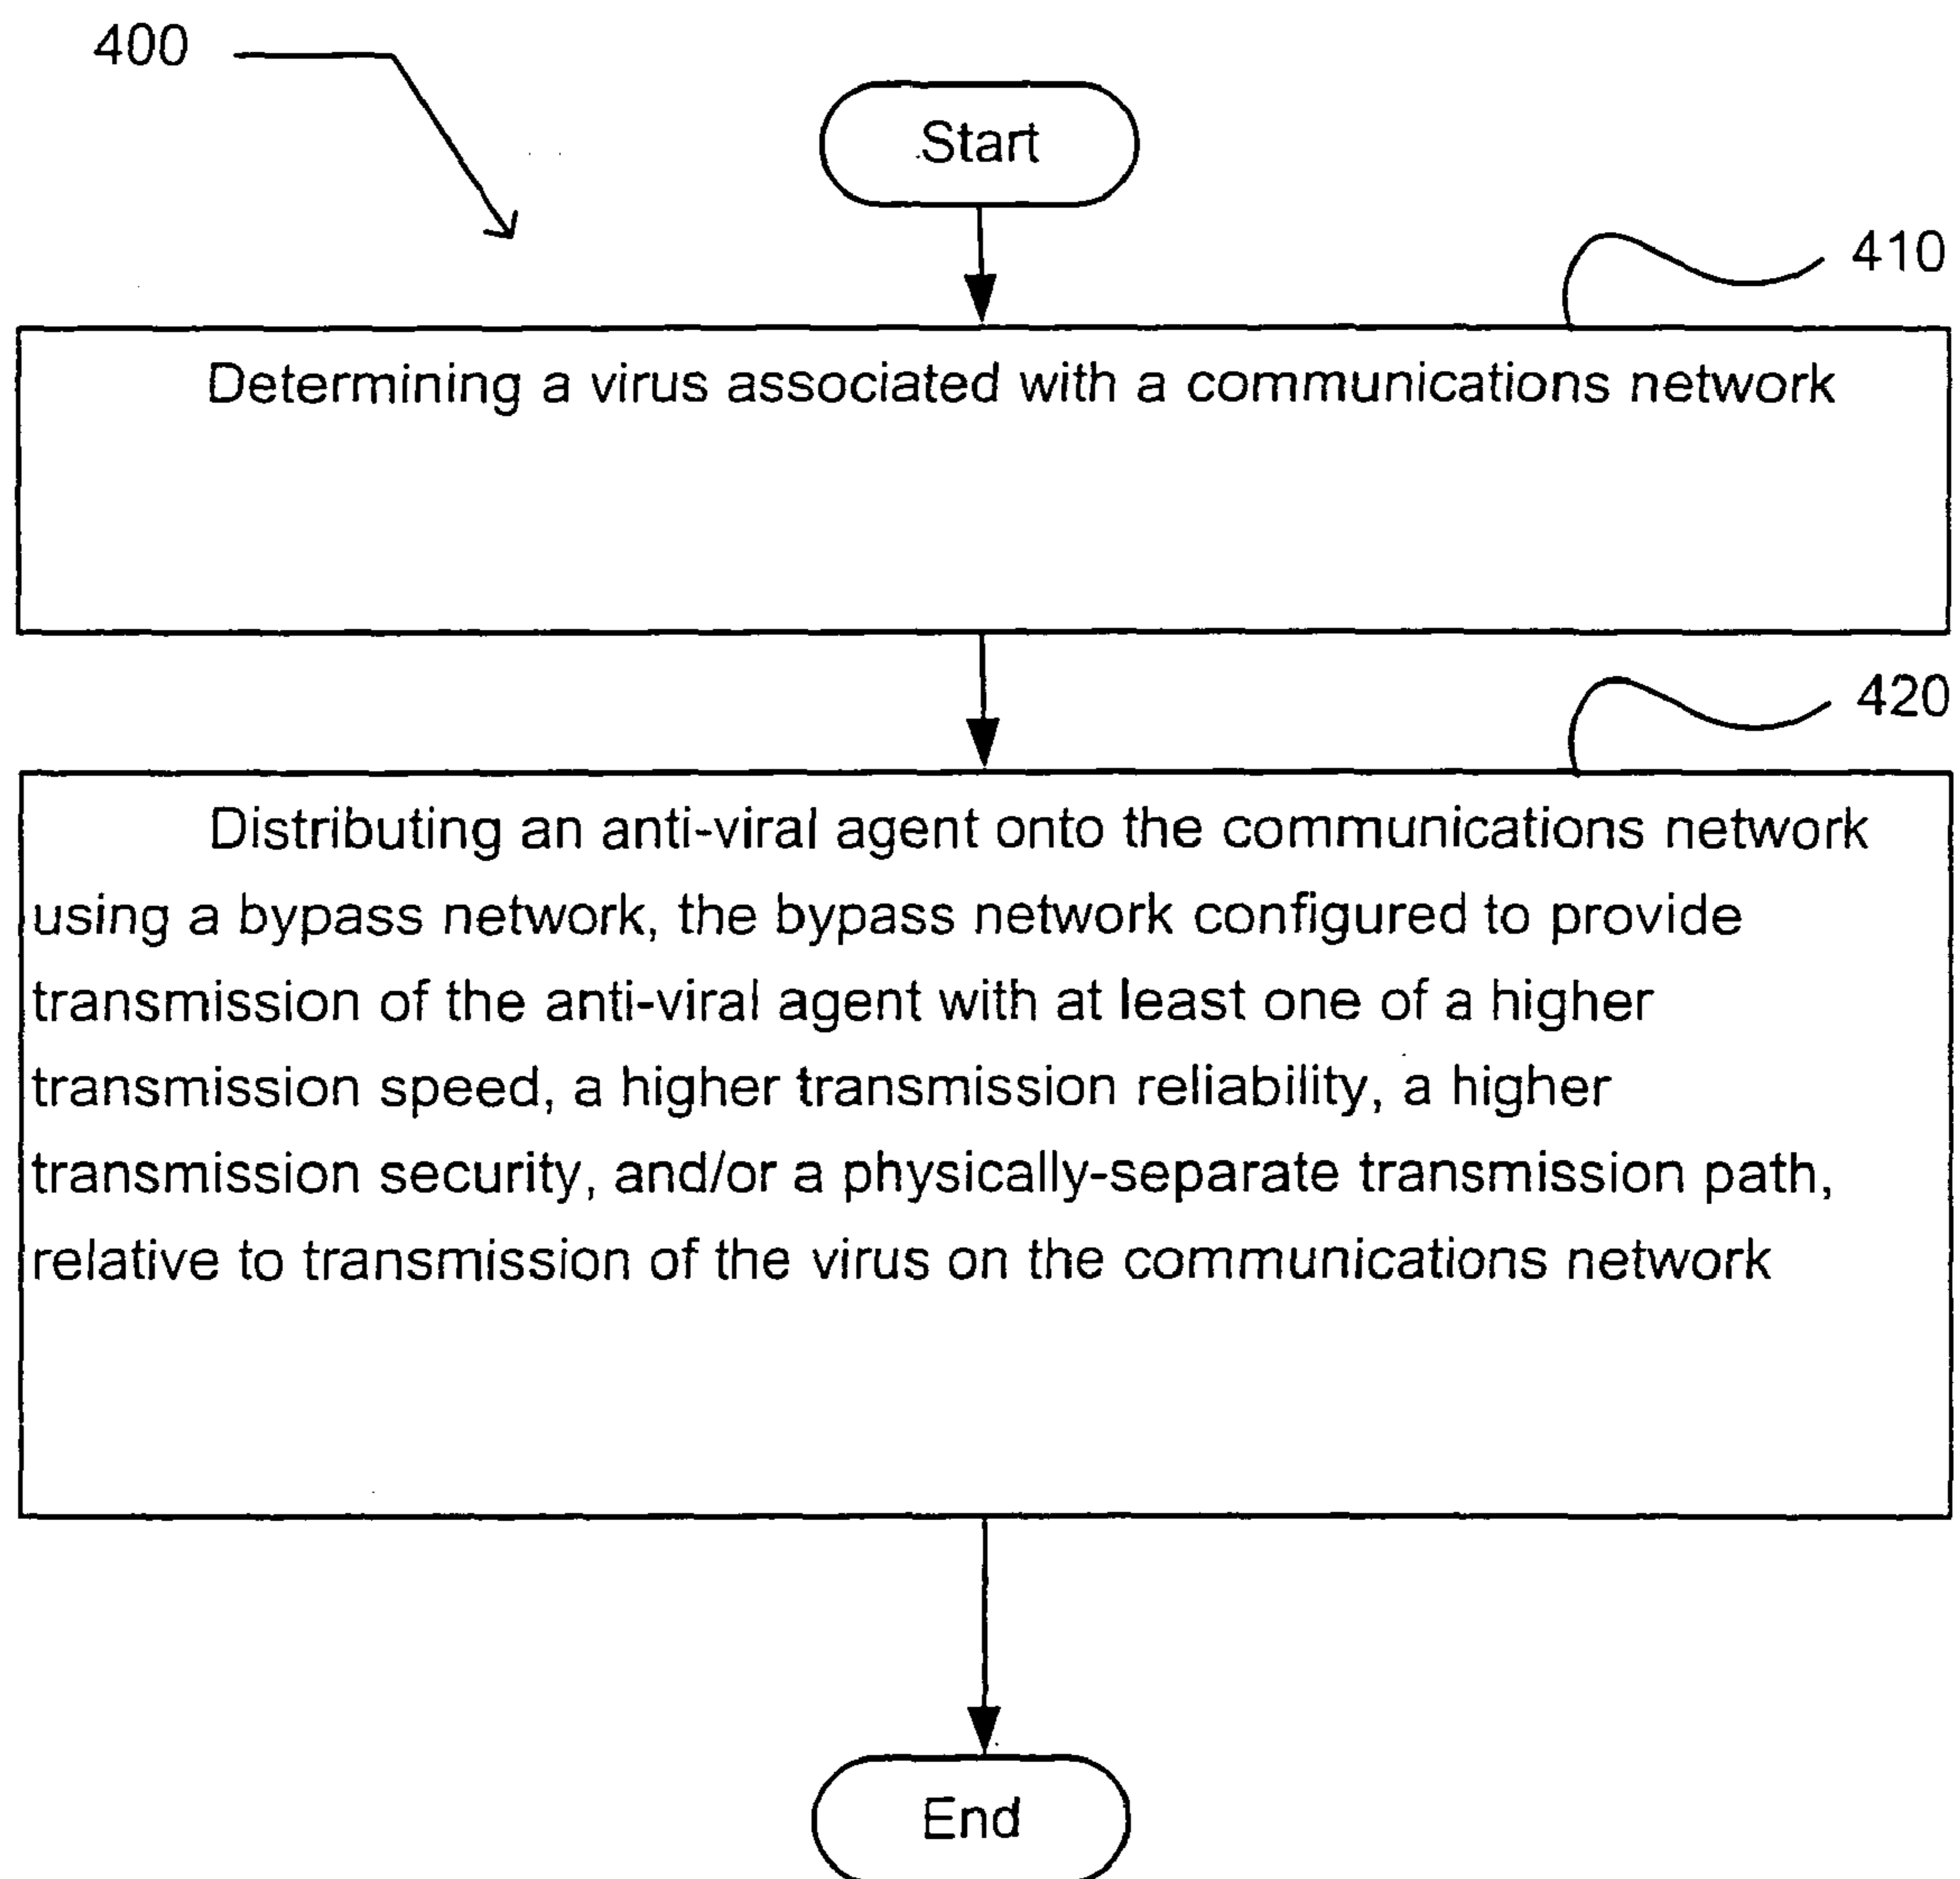 400
Start
410
Determining a virus associated with a communications network
420
Distributing an anti-viral agent onto the communications network
using a bypass network, the bypass network configured to provide
transmission of the anti-viral agent with at least one of a higher
transmission speed, a higher transmission reliability, a higher
transmission security, and/or a physically-separate transmission path,
relative to transmission of the virus on the communications network
End